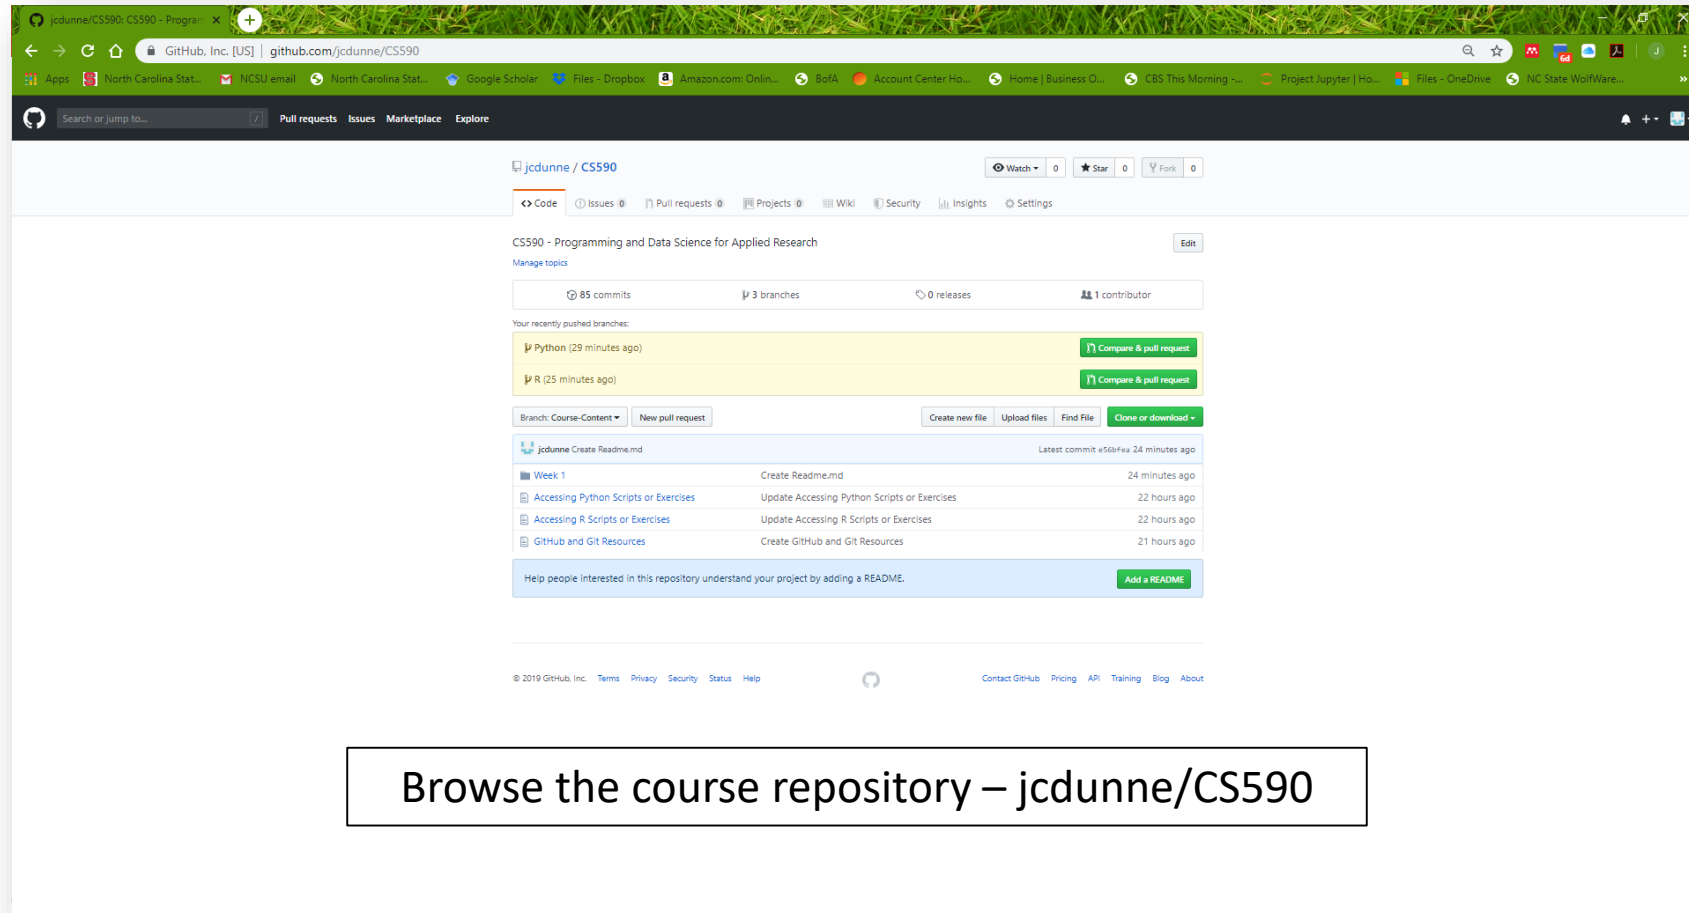 jcdunne/CS590: CS590 - Program
GitHub, Inc. [US] | github.com/jcdunne/CS590
6d
J
Apps North Carolina Stat... NCSU email North Carolina Stat... Google Scholar Files - Dropbox Amazon.com: Onlin... BofA Account Center Ho... Home | Business O... CBS This Morning -... Project Jupyter | Ho... Files - OneDrive NC State WolfWare... »
Search or jump to... / Pull requests Issues Marketplace Explore
jcdunne / CS590 Watch 0 Star 0 Fork 0
Code Issues 0 Pull requests 0 Projects 0 Wiki Security Insights Settings
CS590 - Programming and Data Science for Applied Research Edit
Manage topics
85 commits 3 branches 0 releases 1 contributor
Your recently pushed branches:
Python (29 minutes ago) Compare & pull request
R (25 minutes ago) Compare & pull request
Branch: Course-Content New pull request Create new file Upload files Find File Clone or download
jcdunne Create Readme.md Latest commit e56bfea 24 minutes ago
Week 1 Create Readme.md 24 minutes ago
Accessing Python Scripts or Exercises Update Accessing Python Scripts or Exercises 22 hours ago
Accessing R Scripts or Exercises Update Accessing R Scripts or Exercises 22 hours ago
GitHub and Git Resources Create GitHub and Git Resources 21 hours ago
Help people interested in this repository understand your project by adding a README. Add a README
© 2019 GitHub, Inc. Terms Privacy Security Status Help Contact GitHub Pricing API Training Blog About
Browse the course repository – jcdunne/CS590